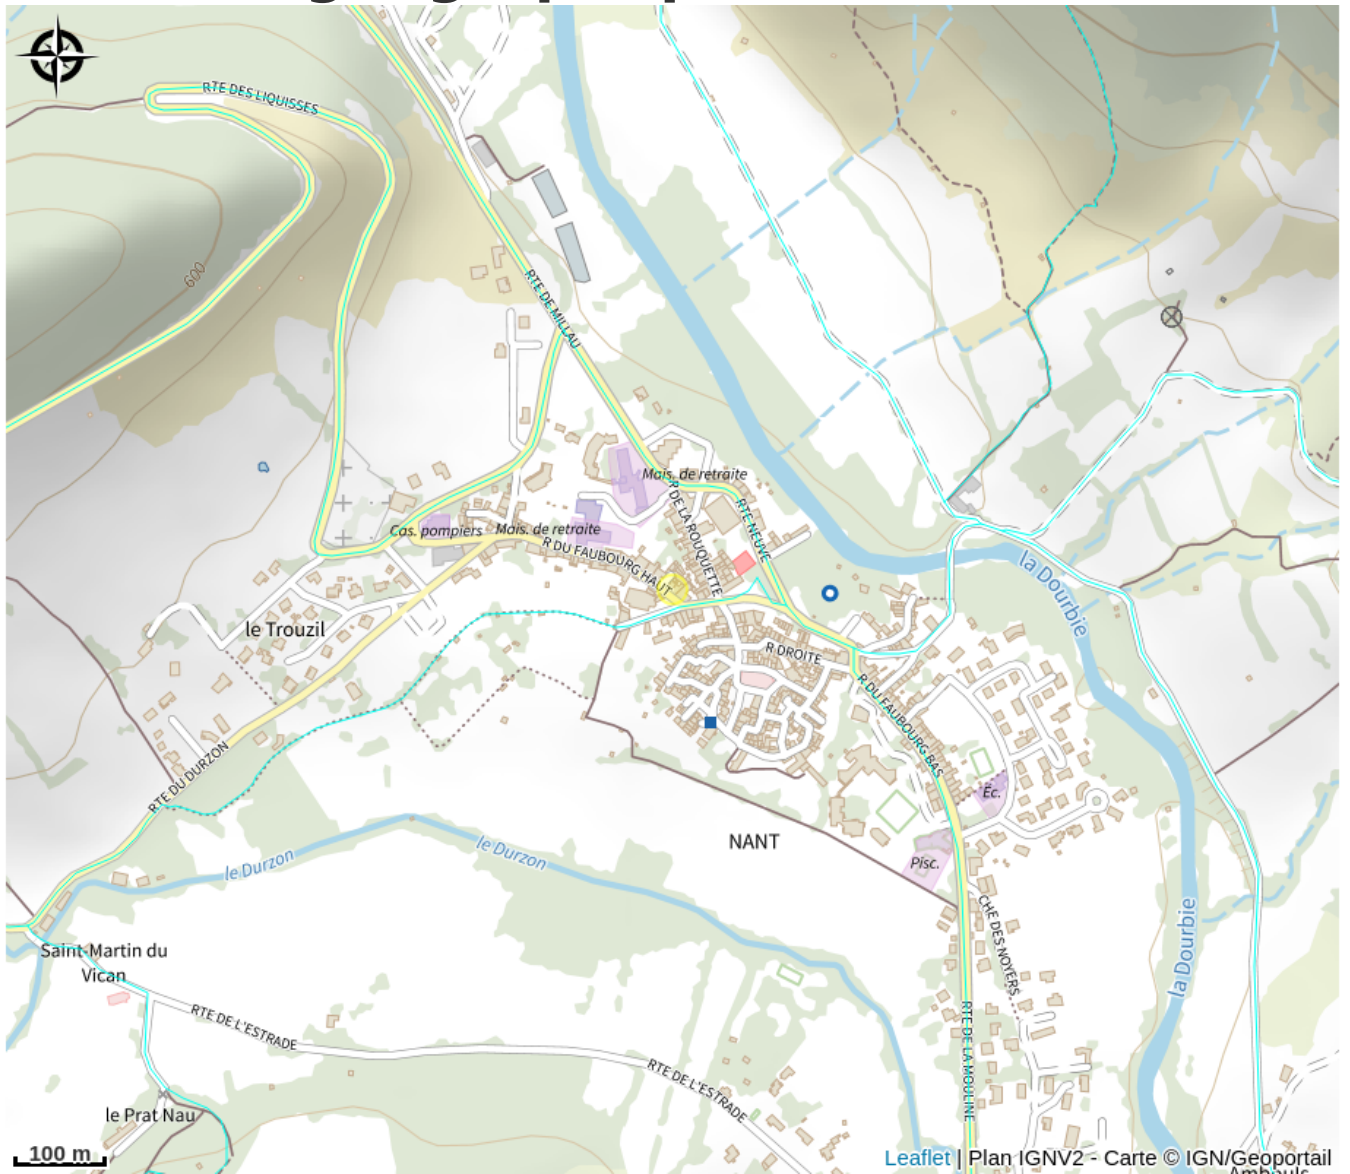 RTE DES LIQUISSES
600
RTE DE MILLAU
Mais. de retraite
R DE LA ROUQUETTE
RTE NEUVE
Cas. pompiers
Mais. de retraite
R DU FAUBOURG HAUT
la Dourbie
le Trouzil
R DROITE
R DU FAUBOURG BAS
RTE DU DURZON
Ec.
NANT
le Durzon
le Durzon
Pisc.
CHE DES NOYERS
la Dourbie
Saint-Martin du
Vican
RTE DE L'ESTRADE
RTE DE LA MOULINE
RTE DE L'ESTRADE
le Prat Nau
100 m
Leaflet | Plan IGNV2 - Carte © IGN/Geoportail